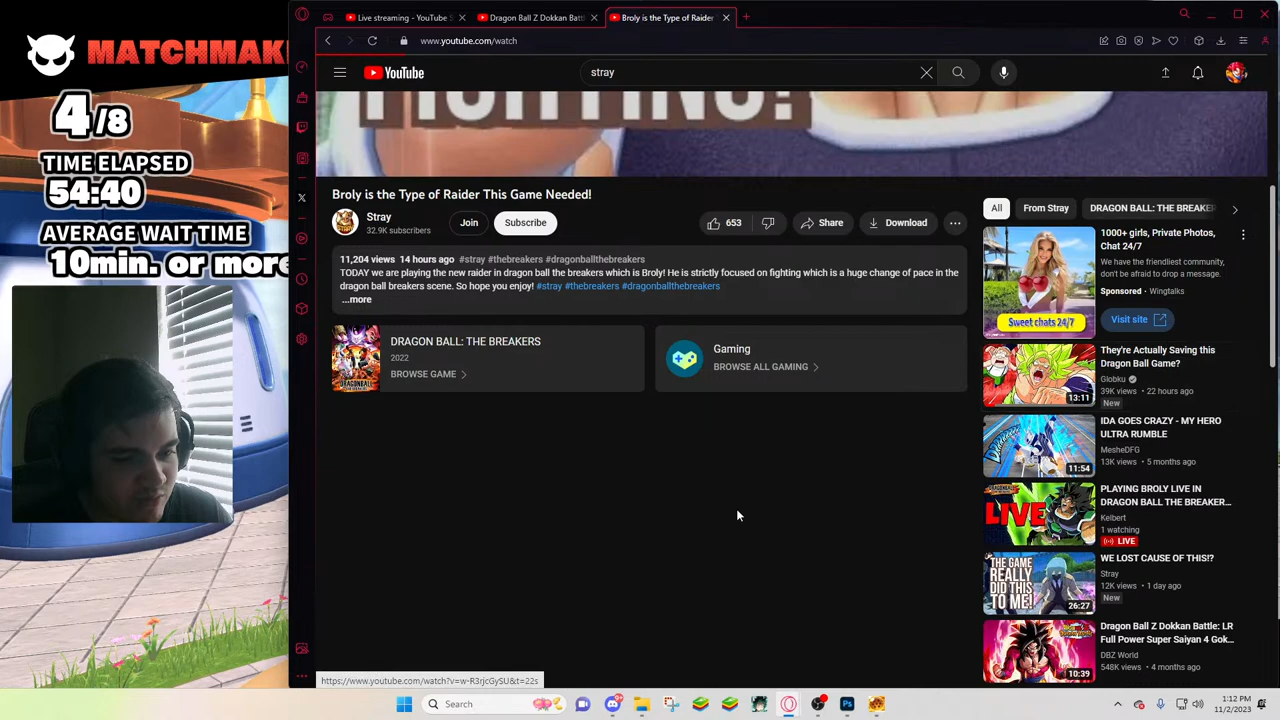 MATCHMAK
4/8
TIME ELAPSED
54:40
AVERAGE WAIT TIME
10min. or more
Live streaming - YouTube S
Dragon Ball Z Dokkan Battl
Broly is the Type of Raider
www.youtube.com/watch
YouTube
stray
Broly is the Type of Raider This Game Needed!
Stray
32.9K subscribers
Join
Subscribe
653
Share
Download
11,204 views 14 hours ago #stray #thebreakers #dragonballthebreakers
TODAY we are playing the new raider in dragon ball the breakers which is Broly! He is strictly focused on fighting which is a huge change of pace in the
dragon ball breakers scene. So hope you enjoy! #stray #thebreakers #dragonballthebreakers
...more
DRAGON BALL: THE BREAKERS
2022
BROWSE GAME
Gaming
BROWSE ALL GAMING
All
From Stray
DRAGON BALL: THE BREAKER
Sweet chats 24/7
1000+ girls, Private Photos,
Chat 24/7
We have the friendliest community,
don't be afraid to drop a message.
Sponsored · Wingtalks
Visit site
13:11
They're Actually Saving this
Dragon Ball Game?
Globku
39K views · 22 hours ago
New
11:54
IDA GOES CRAZY - MY HERO
ULTRA RUMBLE
MesheDFG
13K views · 5 months ago
LIVE
PLAYING BROLY LIVE IN
DRAGON BALL THE BREAKER...
Kelbert
1 watching
LIVE
THE GAME
REALLY
DID THIS
TO ME!
26:27
WE LOST CAUSE OF THIS!?
Stray
12K views · 1 day ago
New
10:39
Dragon Ball Z Dokkan Battle: LR
Full Power Super Saiyan 4 Gok...
DBZ World
548K views · 4 months ago
https://www.youtube.com/watch?v=w-R3rjcGySU&t=22s
Search
1:12 PM
11/2/2023